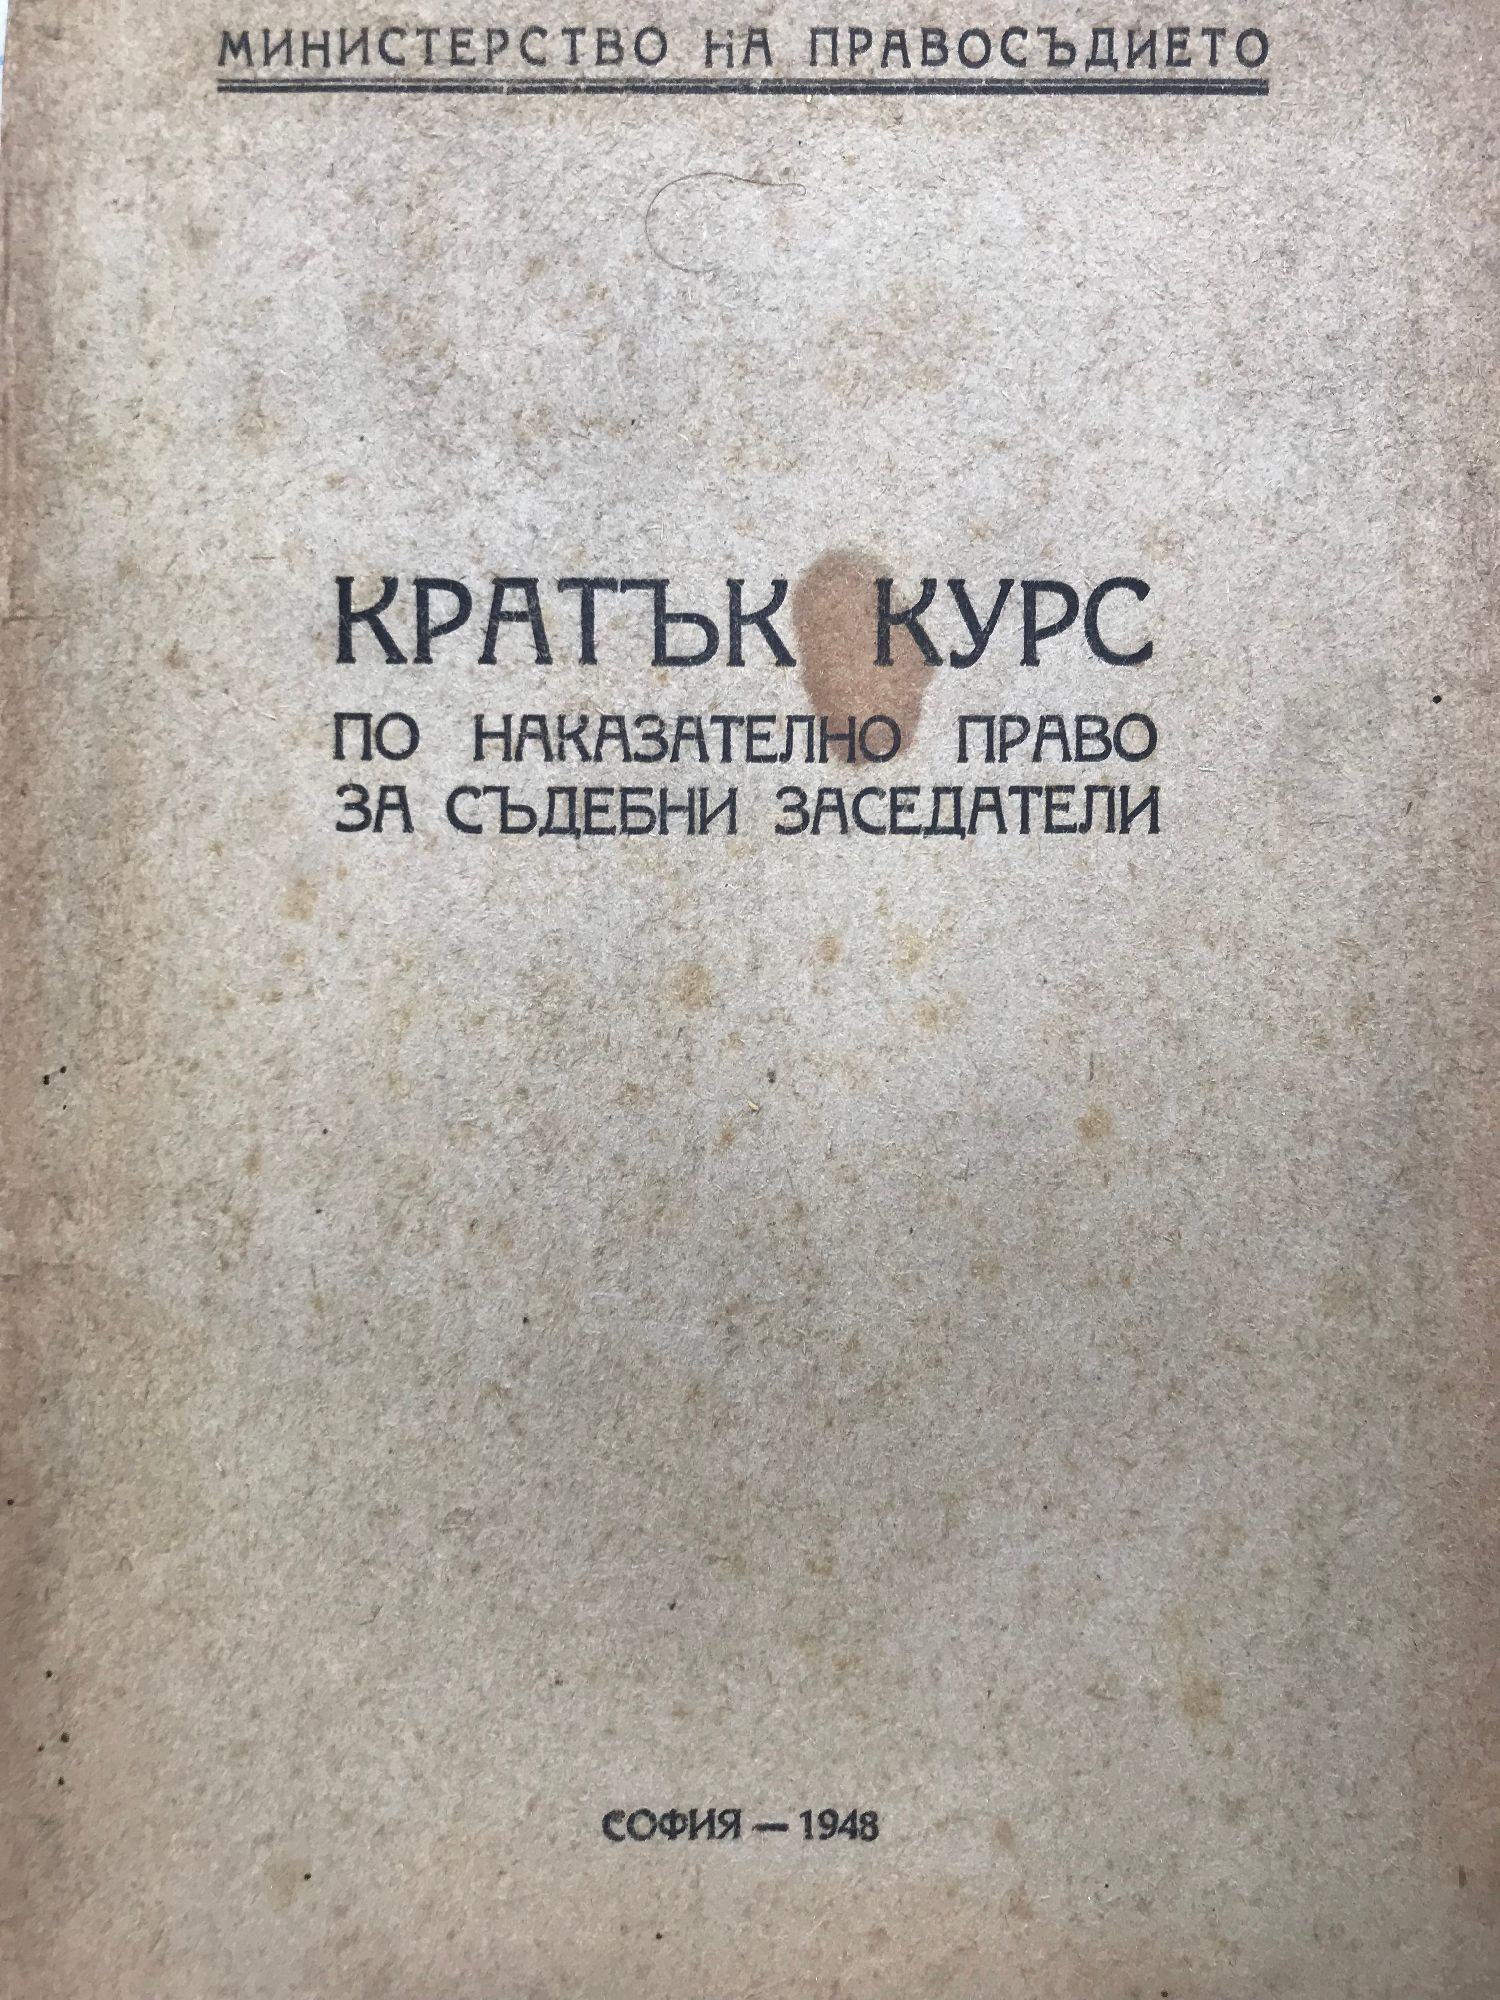 МИНИСТЕРСТВО НА ПРАВОСЪДИЕТО
КРАТЪК КУРС
ПО НАКАЗАТЕЛНО ПРАВО
ЗА СЪДЕБНИ ЗАСЕДАТЕЛИ
СОФИЯ — 1948